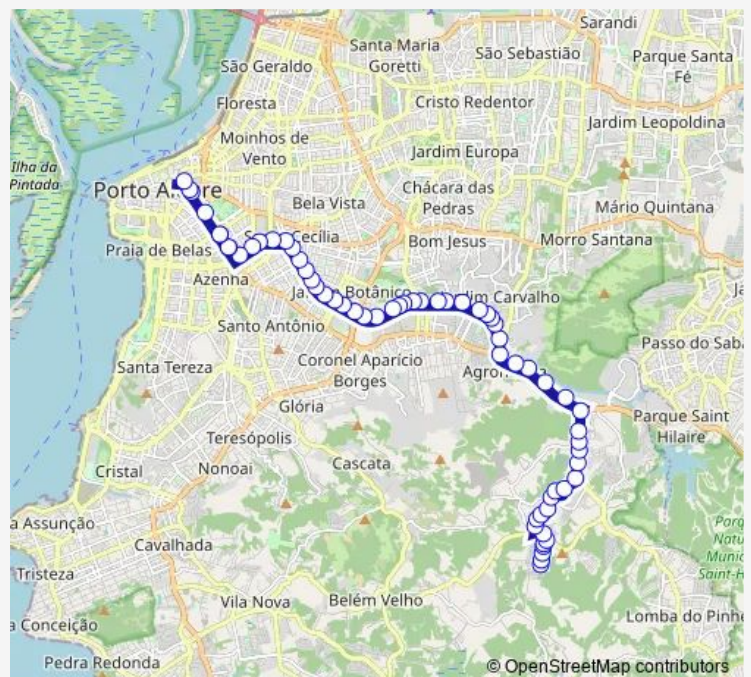 Sarandi
Santa Maria
Goretti
São Sebastião
Parque Santa
Fé
São Geraldo
Floresta
Cristo Redentor
Jardim Leopoldina
Moinhos de
Vento
Jardim Europa
Ilha da
Pintada
Porto A
re
Chácara das
Pedras
Bela Vista
Mário Quintana
Praia de Belas
Cecília
Bom Jesus
Morro Santana
Azenha
Botânico
Carvalho
Santo Antônio
Passo do Sab
Santa Tereza
Coronel Aparício
Borges
Agron
Glória
Parque Saint
Hilaire
Teresópolis
Cristal
Nonoai
Cascata
a Assunção
Cavalhada
Tristeza
Vila Nova
Belém Velho
Saint-H
a Conceição
Lomba do Pinhe
Pedra Redonda
© OpenStreetMap contributors